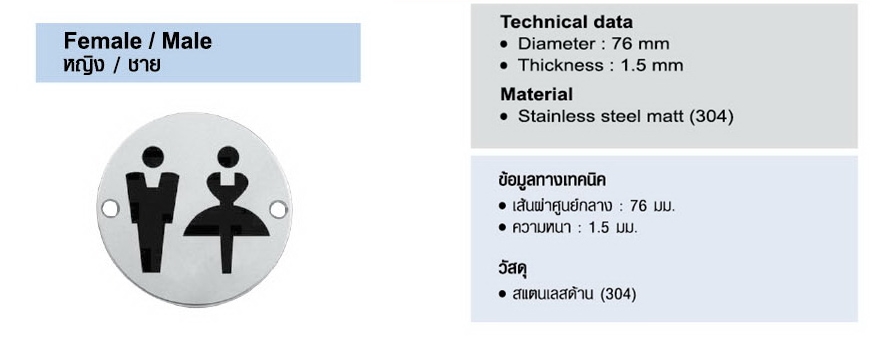 Female / Male
หญิง / ชาย
Technical data
• Diameter : 76 mm
• Thickness : 1.5 mm
Material
• Stainless steel matt (304)
ข้อมูลทางเทคนิค
• เส้นผ่าศูนย์กลาง : 76 มม.
• ความหนา : 1.5 มม.
วัสดุ
• สแตนเลสด้าน (304)